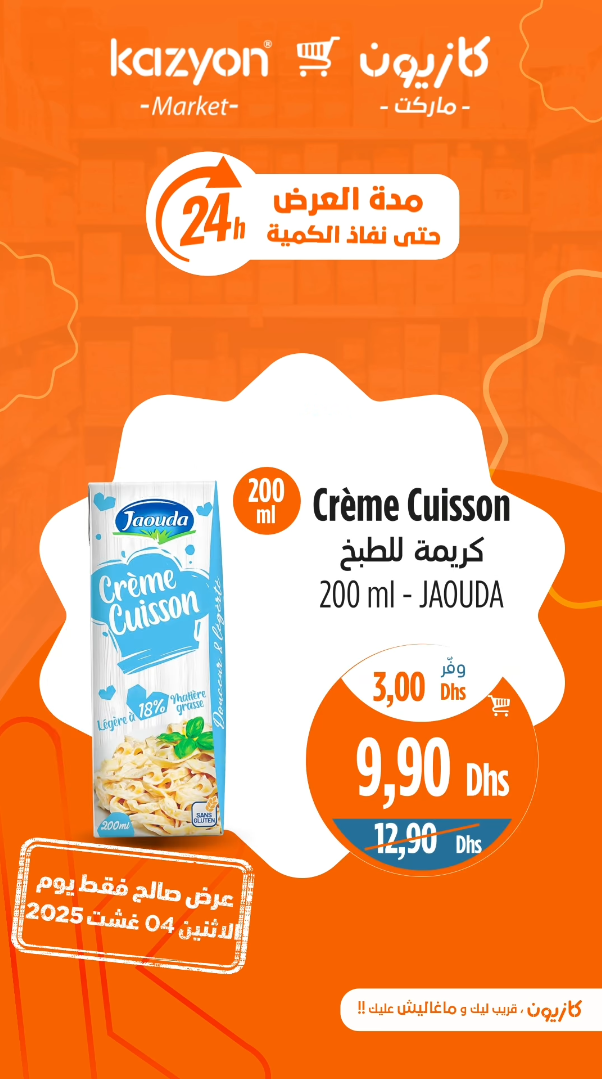 kazyon® كازيون
-Market- - ماركت -
24h
مدة العرض
حتى نفاذ الكمية
200
ml
Crème Cuisson
كريمة للطبخ
200 ml - JAOUDA
Jaouda
Crème
Cuisson
Douceur & légèreté
Légère à 18% Matière
grasse
SANS
GLUTEN
200ml
وفّر
3,00 Dhs
9,90 Dhs
12,90 Dhs
عرض صالح فقط يوم
الاثنين 04 غشت 2025
كازيون ، قريب ليك و ماغاليش عليك !!